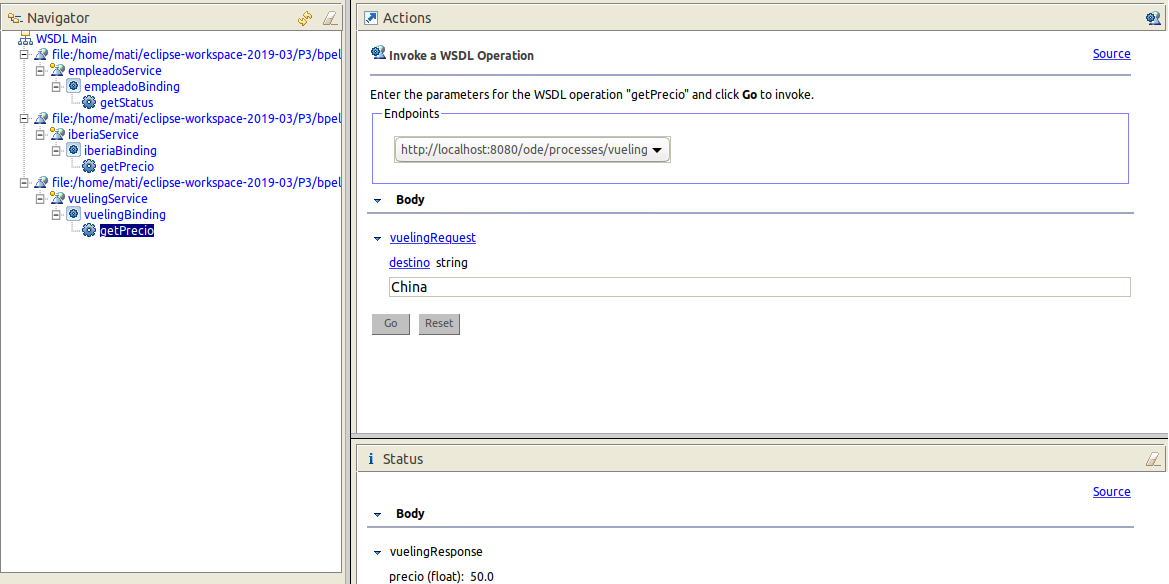 Navigator
WSDL Main
file:/home/mati/eclipse-workspace-2019-03/P3/bpel
empleadoService
empleadoBinding
getStatus
file:/home/mati/eclipse-workspace-2019-03/P3/bpel
iberiaService
iberiaBinding
getPrecio
file:/home/mati/eclipse-workspace-2019-03/P3/bpel
vuelingService
vuelingBinding
getPrecio
Actions
Invoke a WSDL Operation
Source
Enter the parameters for the WSDL operation "getPrecio" and click Go to invoke.
Endpoints
http://localhost:8080/ode/processes/vueling
Body
vuelingRequest
destino string
China
Go Reset
i Status
Source
Body
vuelingResponse
precio (float): 50.0